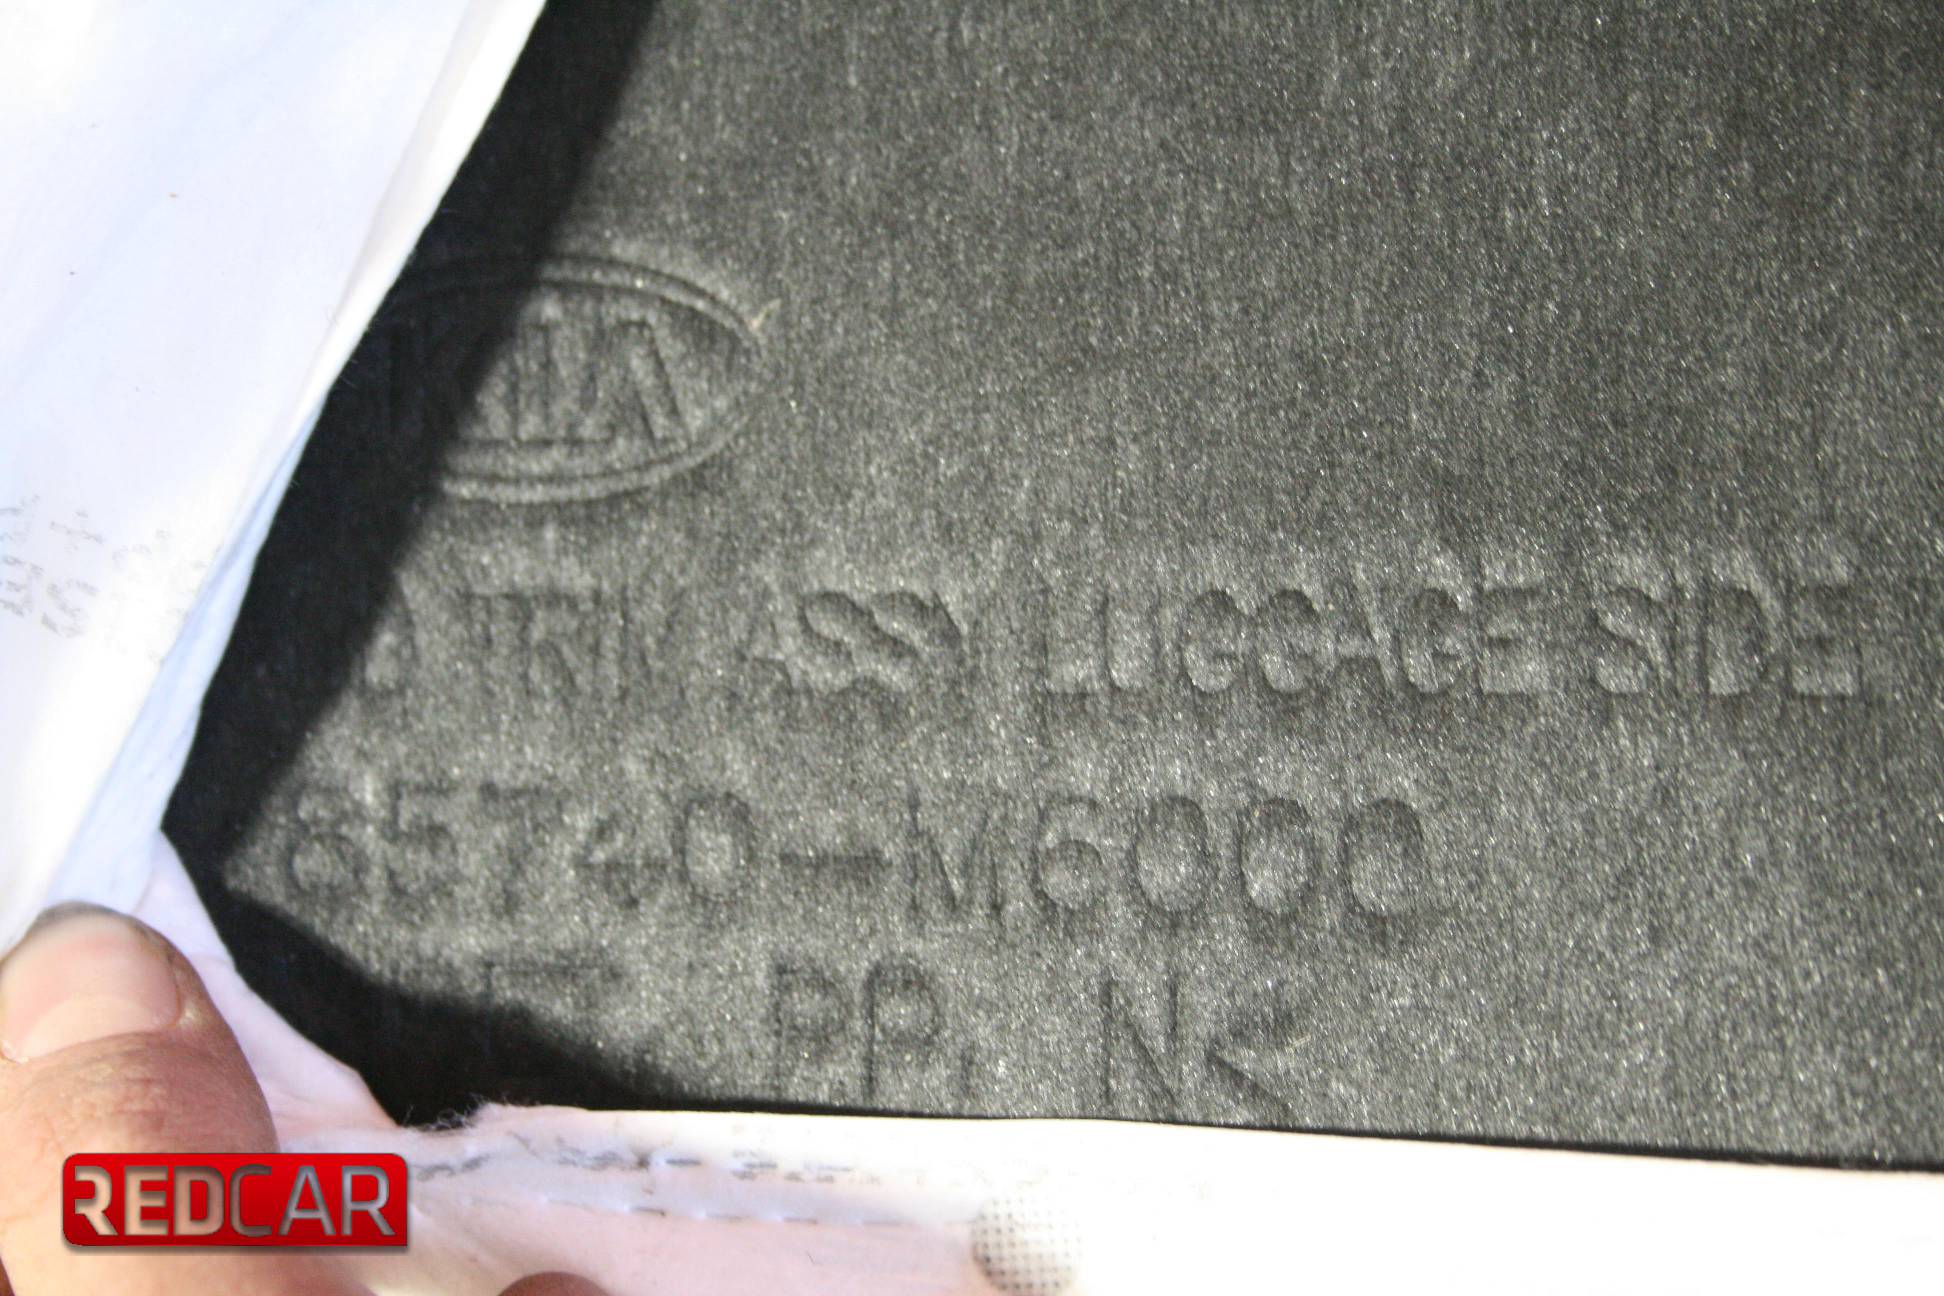 KIA
TRIM ASSY LUGGAGE SIDE
85740-M6000
PP, N<
REDCAR